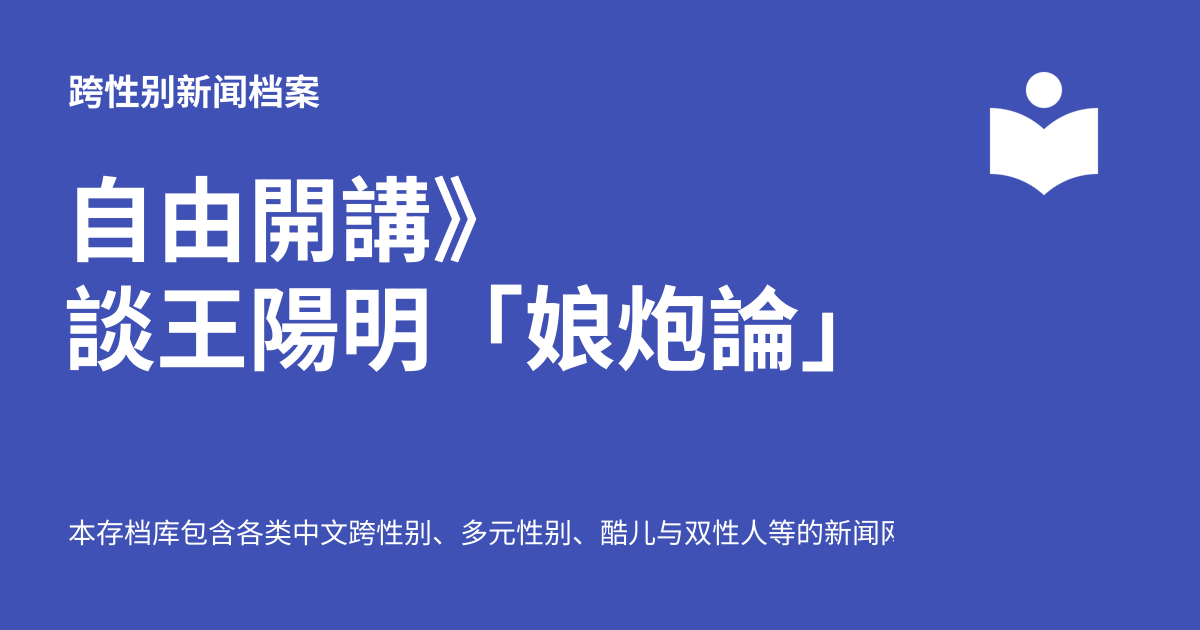 跨性别新闻档案
自由開講》
談王陽明「娘炮論」
本存档库包含各类中文跨性别、多元性别、酷儿与双性人等的新闻网